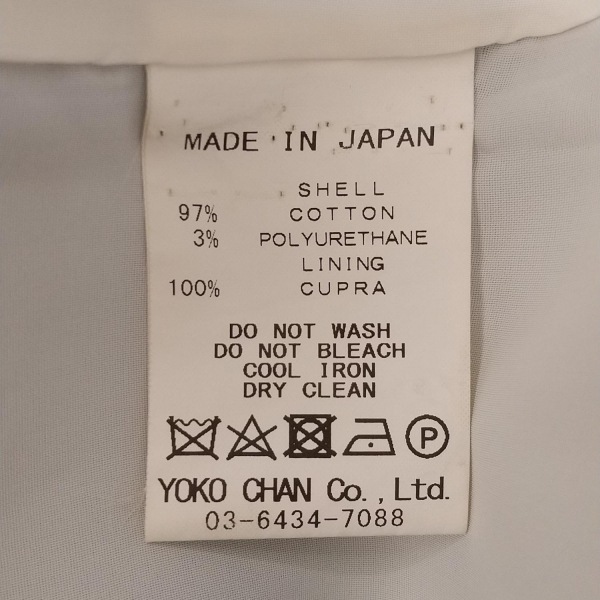 MADE IN JAPAN
SHELL
97% COTTON
3% POLYURETHANE
LINING
100% CUPRA
DO NOT WASH
DO NOT BLEACH
COOL IRON
DRY CLEAN
P
YOKO CHAN Co.,Ltd.
03-6434-7088